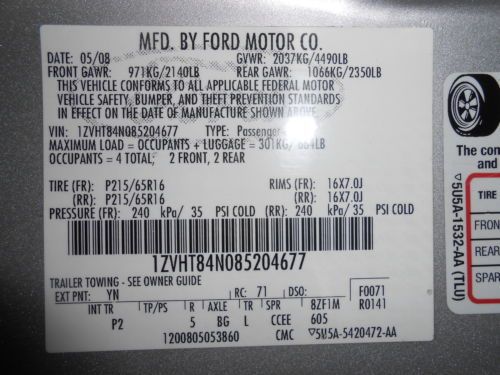 MFD. BY FORD MOTOR CO.
DATE: 05/08 GVWR: 2037KG/4490LB
FRONT GAWR: 971KG/2140LB REAR GAWR: 1066KG/2350LB
THIS VEHICLE CONFORMS TO ALL APPLICABLE FEDERAL MOTOR
VEHICLE SAFETY, BUMPER, AND THEFT PREVENTION STANDARDS
IN EFFECT ON THE DATE OF MANUFACTURE SHOWN ABOVE.
VIN: 1ZVHT84N085204677 TYPE: Passenger
MAXIMUM LOAD = OCCUPANTS + LUGGAGE = 301KG/664LB
OCCUPANTS = 4 TOTAL: 2 FRONT, 2 REAR
TIRE (FR): P215/65R16 RIMS (FR): 16X7.0J
(RR): P215/65R16 (RR): 16X7.0J
PRESSURE (FR): 240 kPa/ 35 PSI COLD (RR): 240 kPa/ 35 PSI COLD
1ZVHT84N085204677
TRAILER TOWING - SEE OWNER GUIDE
EXT PNT: YN RC: 71 DSO: F0071
INT TR TP/PS R AXLE TR SPR 8ZF1M R0141
P2 5 BG L CCEE 605
1200805053860 CMC ▽5U5A-5420472-AA
The com
and
▽5U5A-1532-AA (TLU)
TIRE
FRON
REAR
SPAR